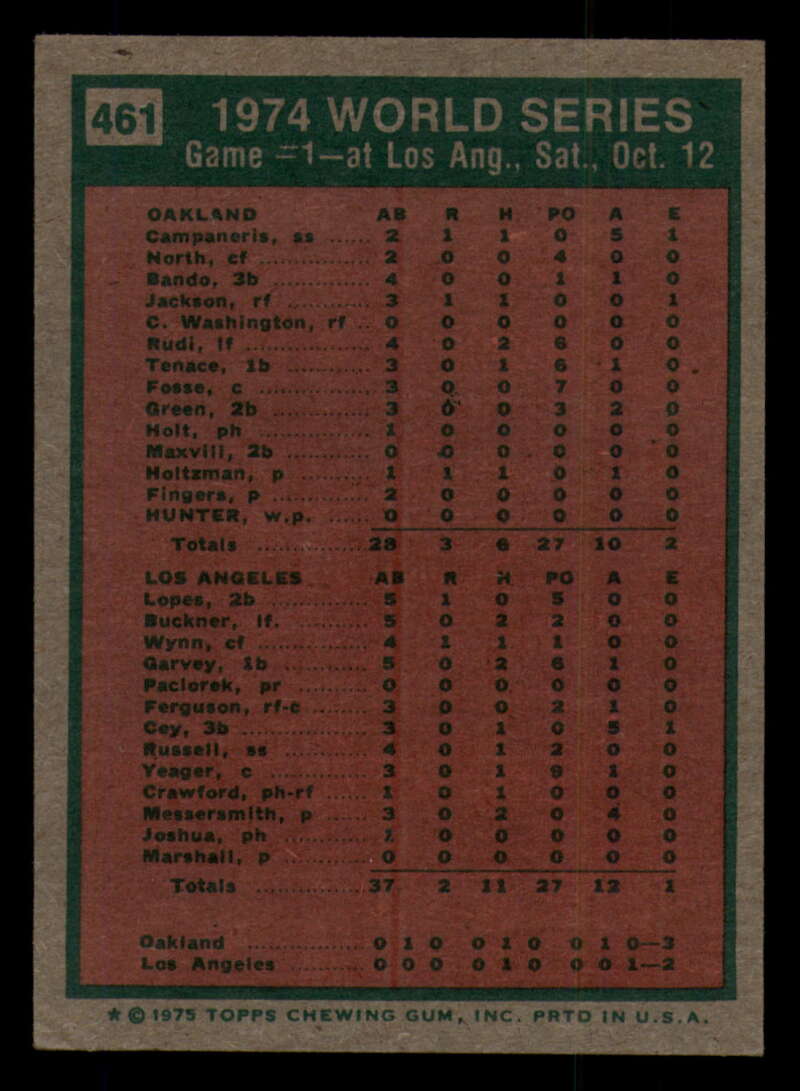 461
1974 WORLD SERIES
Game #1—at Los Ang., Sat., Oct. 12
OAKLAND AB R H PO A E
Campaneris, ss ...... 2 1 1 0 5 1
North, cf ................ 2 0 0 4 0 0
Bando, 3b .............. 4 0 0 1 1 0
Jackson, rf ............ 3 1 1 0 0 1
C. Washington, rf .. 0 0 0 0 0 0
Rudi, lf .................. 4 0 2 6 0 0
Tenace, 1b ............ 3 0 1 6 1 0
Fosse, c ................ 3 0 0 7 0 0
Green, 2b .............. 3 0 0 3 2 0
Holt, ph ................ 1 0 0 0 0 0
Maxvill, 2b ............ 0 0 0 0 0 0
Holtzman, p .......... 1 1 1 0 1 0
Fingers, p .............. 2 0 0 0 0 0
HUNTER, w.p. ...... 0 0 0 0 0 0
Totals ................ 28 3 6 27 10 2
LOS ANGELES AB R H PO A E
Lopes, 2b .............. 5 1 0 5 0 0
Buckner, lf. .......... 5 0 2 2 0 0
Wynn, cf ................ 4 1 1 1 0 0
Garvey, 1b ............ 5 0 2 6 1 0
Paciorek, pr .......... 0 0 0 0 0 0
Ferguson, rf-c ........ 3 0 0 2 1 0
Cey, 3b .................. 3 0 1 0 5 1
Russell, ss ............ 4 0 1 2 0 0
Yeager, c .............. 3 0 1 9 1 0
Crawford, ph-rf ...... 1 0 1 0 0 0
Messersmith, p ...... 3 0 2 0 4 0
Joshua, ph ............ 1 0 0 0 0 0
Marshall, p ............ 0 0 0 0 0 0
Totals ................ 37 2 11 27 12 1
Oakland ................ 0 1 0 0 1 0 0 1 0—3
Los Angeles .......... 0 0 0 0 1 0 0 0 1—2
* © 1975 TOPPS CHEWING GUM, INC. PRTD IN U.S.A.